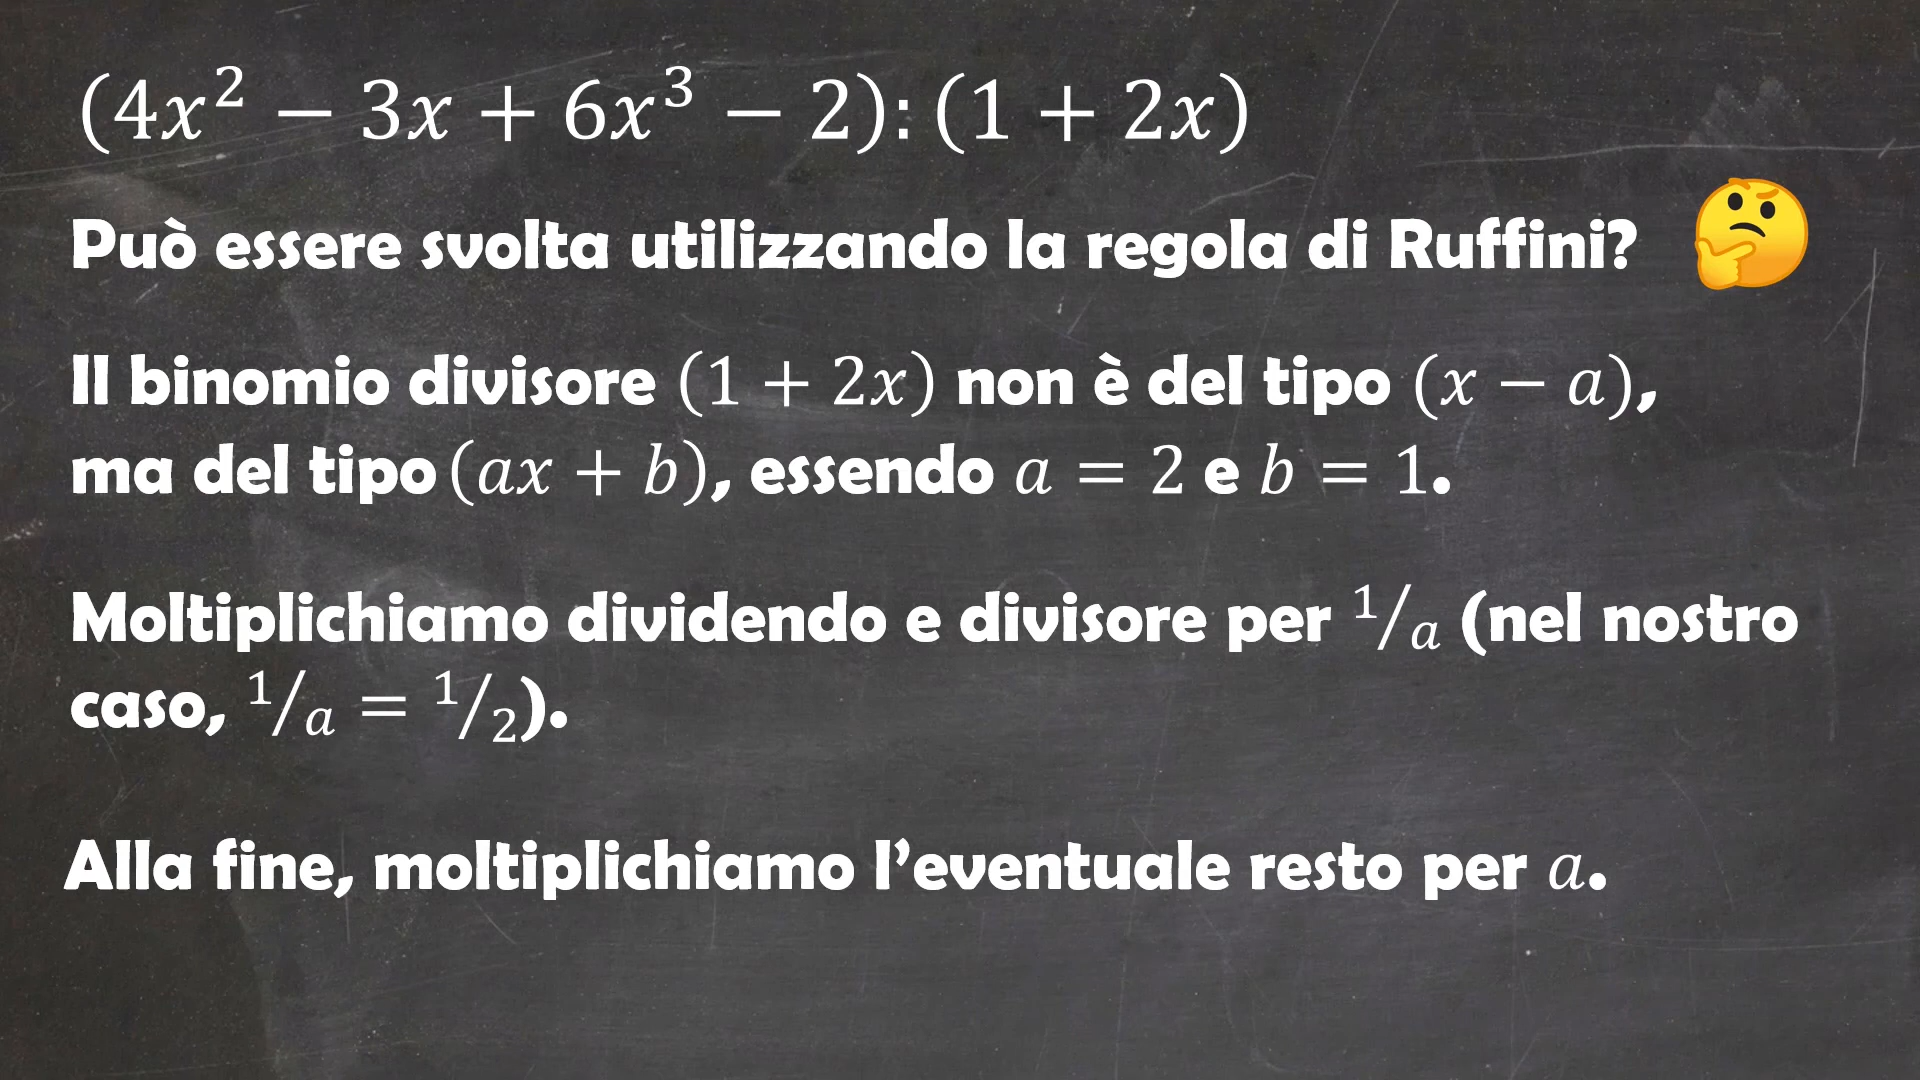 (4x² − 3x + 6x³ − 2): (1 + 2x)
Può essere svolta utilizzando la regola di Ruffini?
Il binomio divisore (1 + 2x) non è del tipo (x − a),
ma del tipo (ax + b), essendo a = 2 e b = 1.
Moltiplichiamo dividendo e divisore per 1/a (nel nostro
caso, 1/a = 1/2).
Alla fine, moltiplichiamo l’eventuale resto per a.